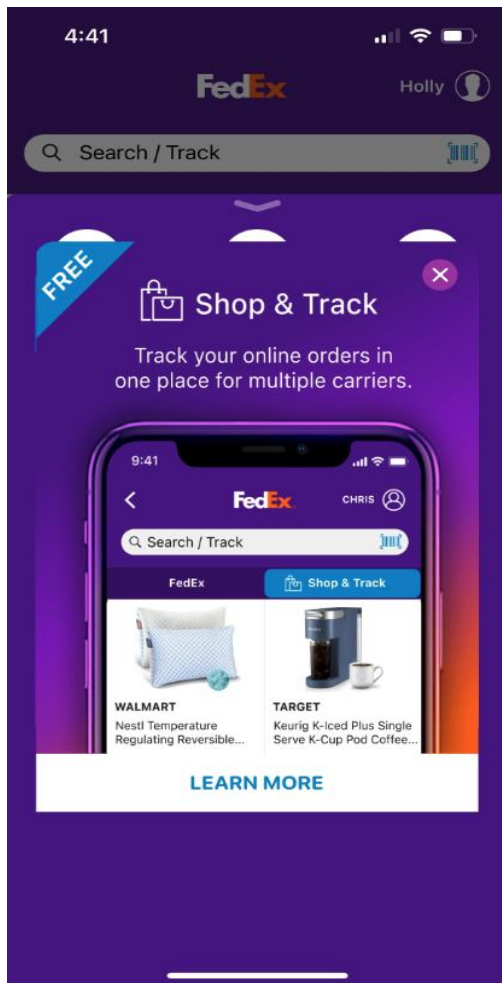 4:41
FedEx
Holly
Search / Track
FREE
Shop & Track
Track your online orders in
one place for multiple carriers.
9:41
FedEx.
CHRIS
Search / Track
FedEx
Shop & Track
WALMART
Nestl Temperature
Regulating Reversible...
TARGET
Keurig K-Iced Plus Single
Serve K-Cup Pod Coffee...
LEARN MORE